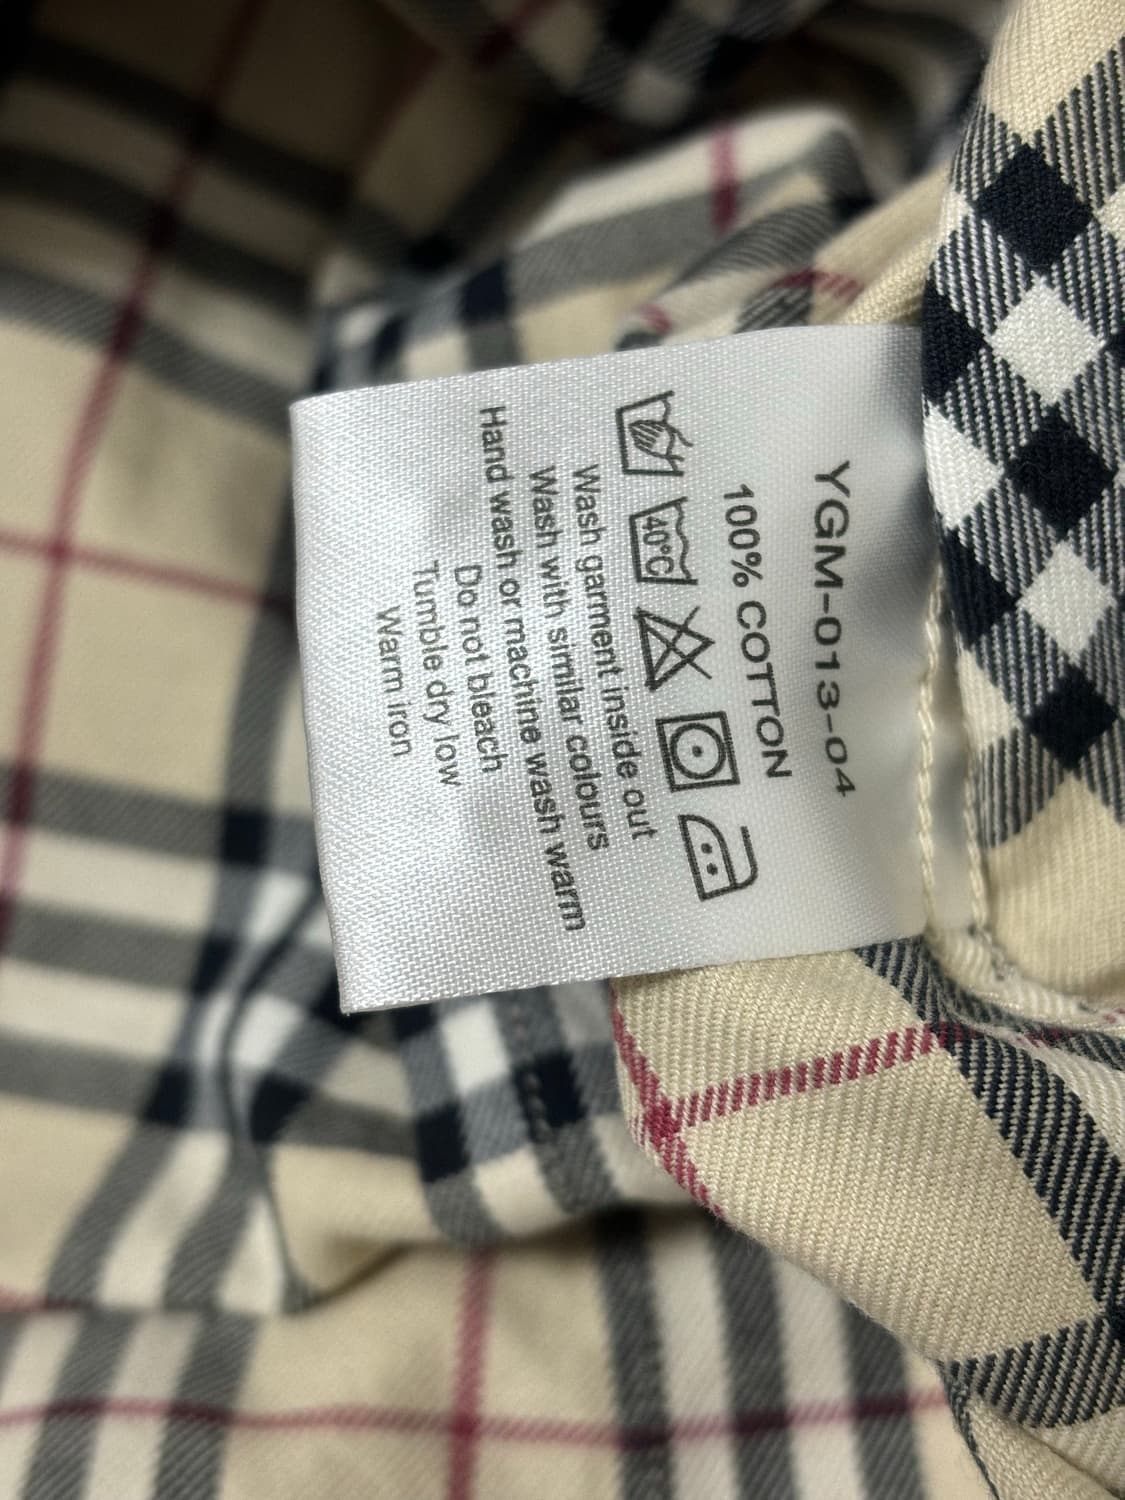 YGM-013-04
100% COTTON
40°C
Wash garment inside out
Wash with similar colours
Hand wash or machine wash warm
Do not bleach
Tumble dry low
Warm iron